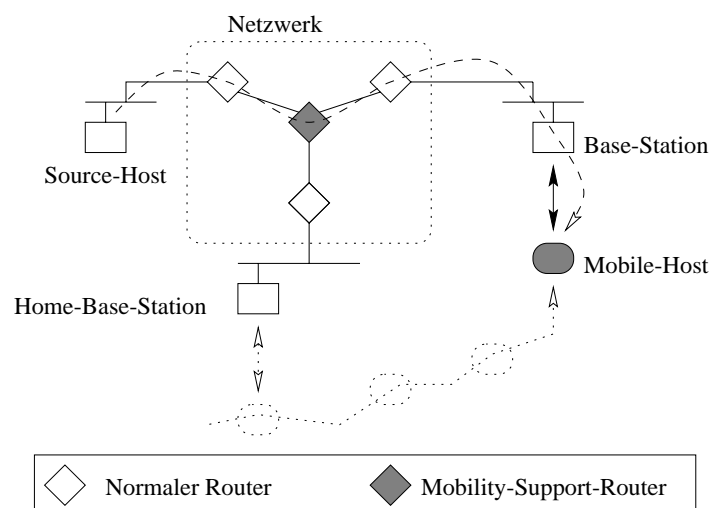 Netzwerk
Source-Host
Base-Station
Mobile-Host
Home-Base-Station
Normaler Router
Mobility-Support-Router